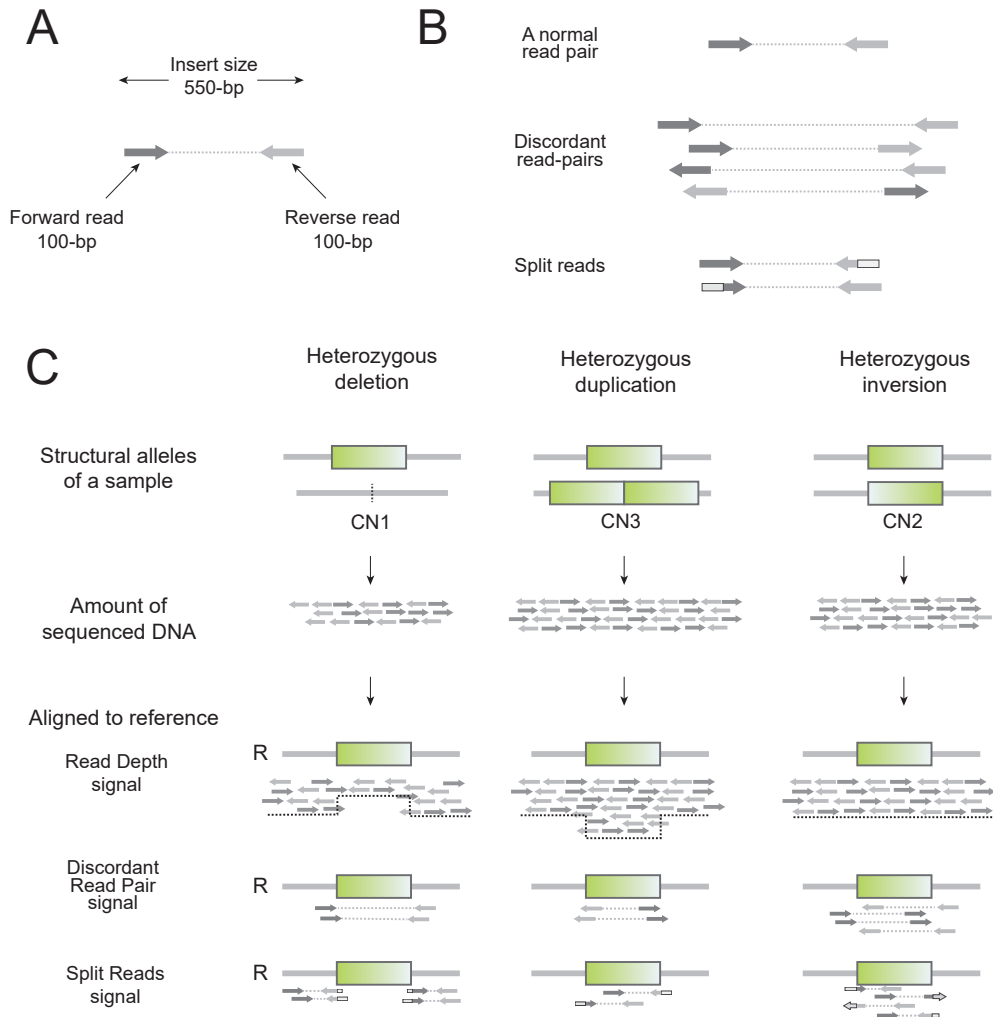 A
Insert size
550-bp
Forward read
100-bp
Reverse read
100-bp
B
A normal
read pair
Discordant
read-pairs
Split reads
C
Heterozygous
deletion
Heterozygous
duplication
Heterozygous
inversion
Structural alleles
of a sample
CN1
CN3
CN2
Amount of
sequenced DNA
Aligned to reference
Read Depth
signal
R
Discordant
Read Pair
signal
R
Split Reads
signal
R